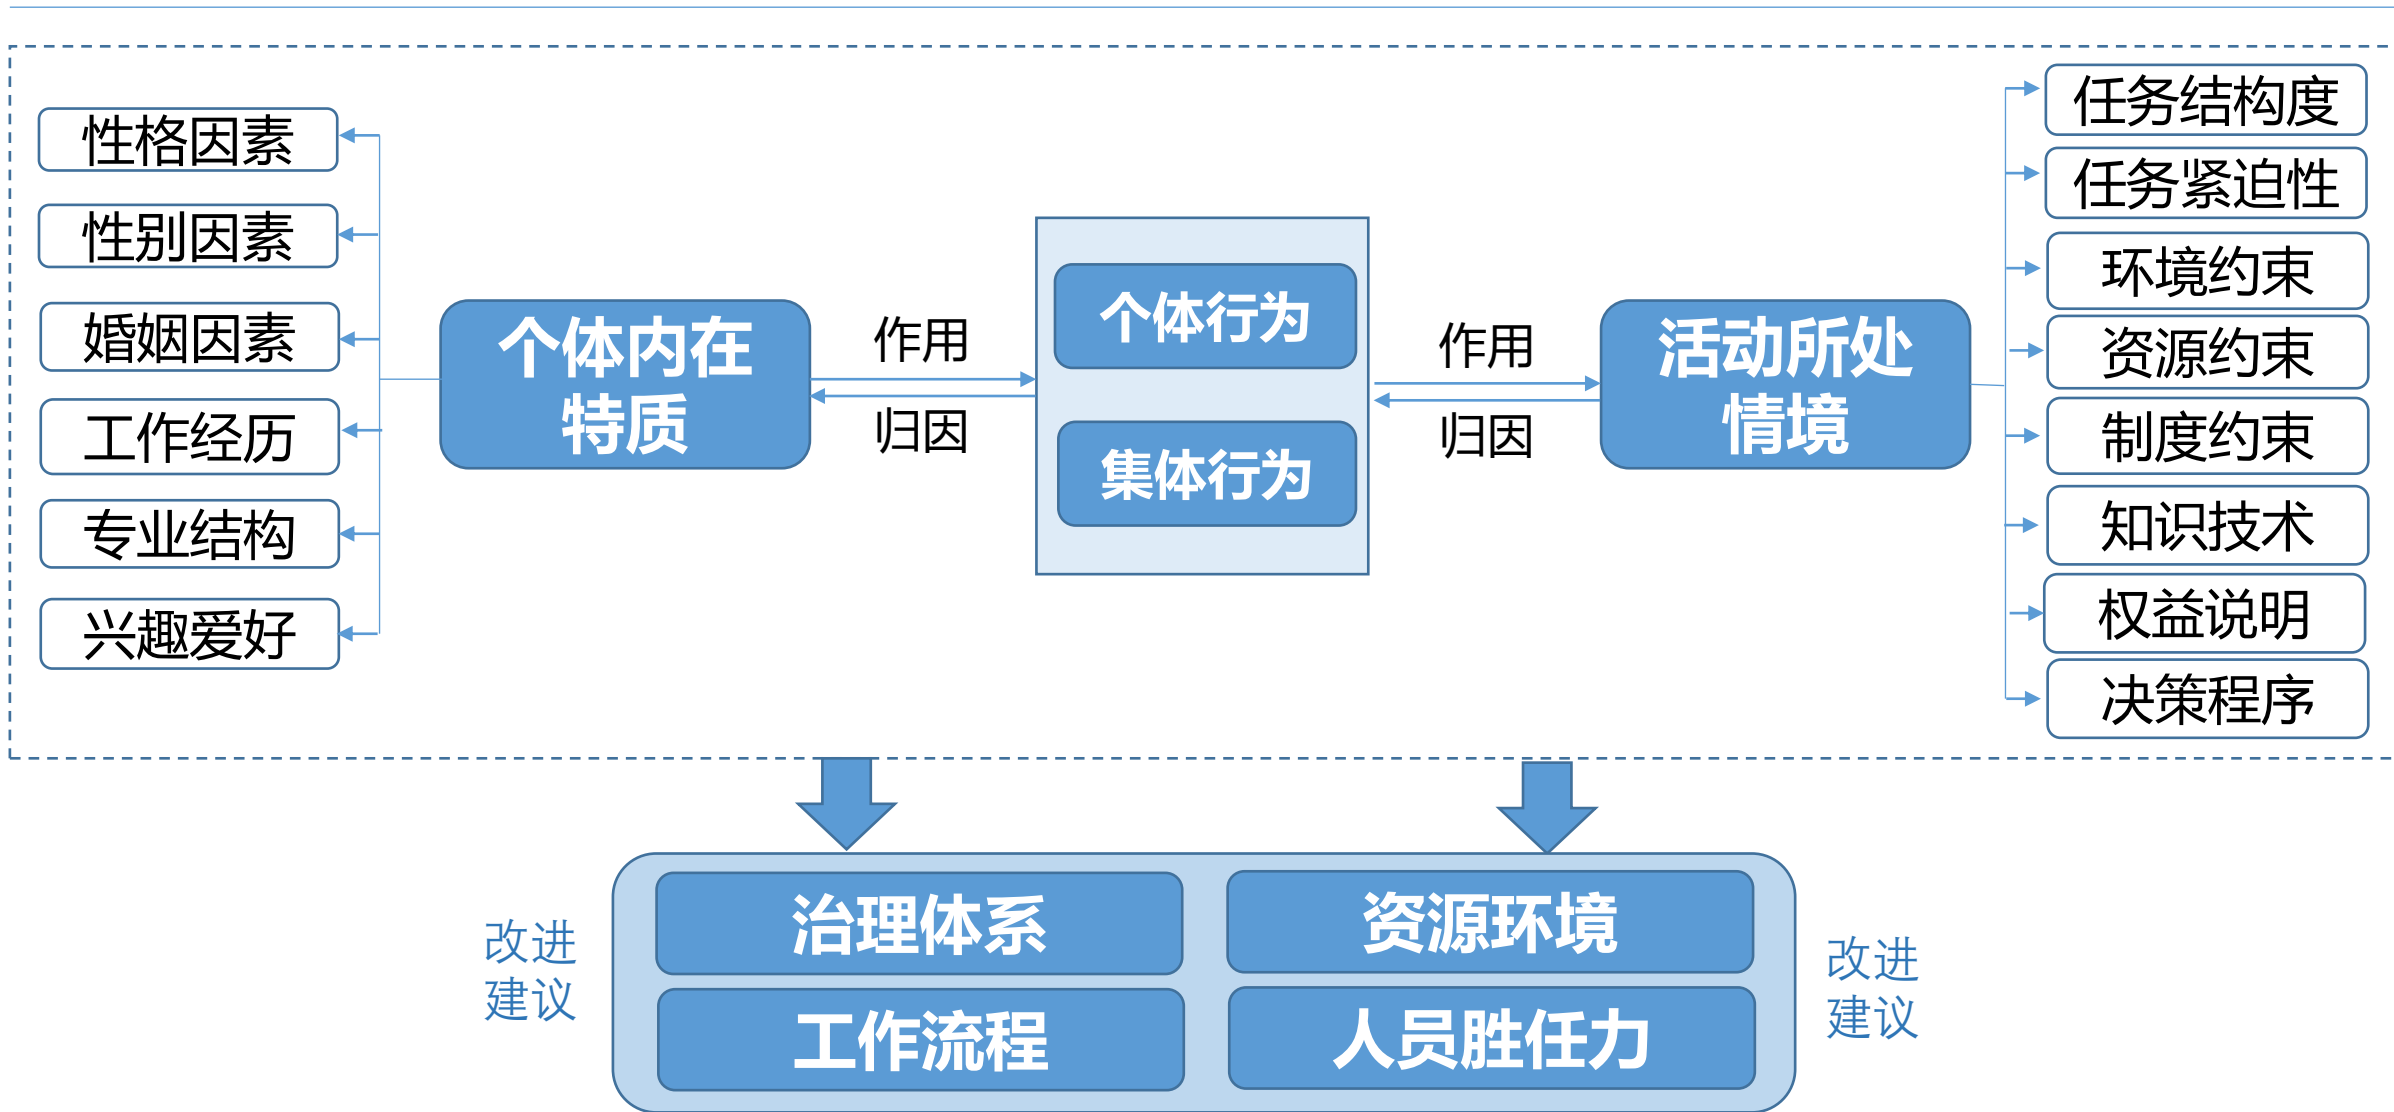 性格因素
性别因素
婚姻因素
工作经历
专业结构
兴趣爱好
个体内在
特质
作用
归因
个体行为
集体行为
作用
归因
活动所处
情境
任务结构度
任务紧迫性
环境约束
资源约束
制度约束
知识技术
权益说明
决策程序
改进
建议
治理体系
资源环境
工作流程
人员胜任力
改进
建议